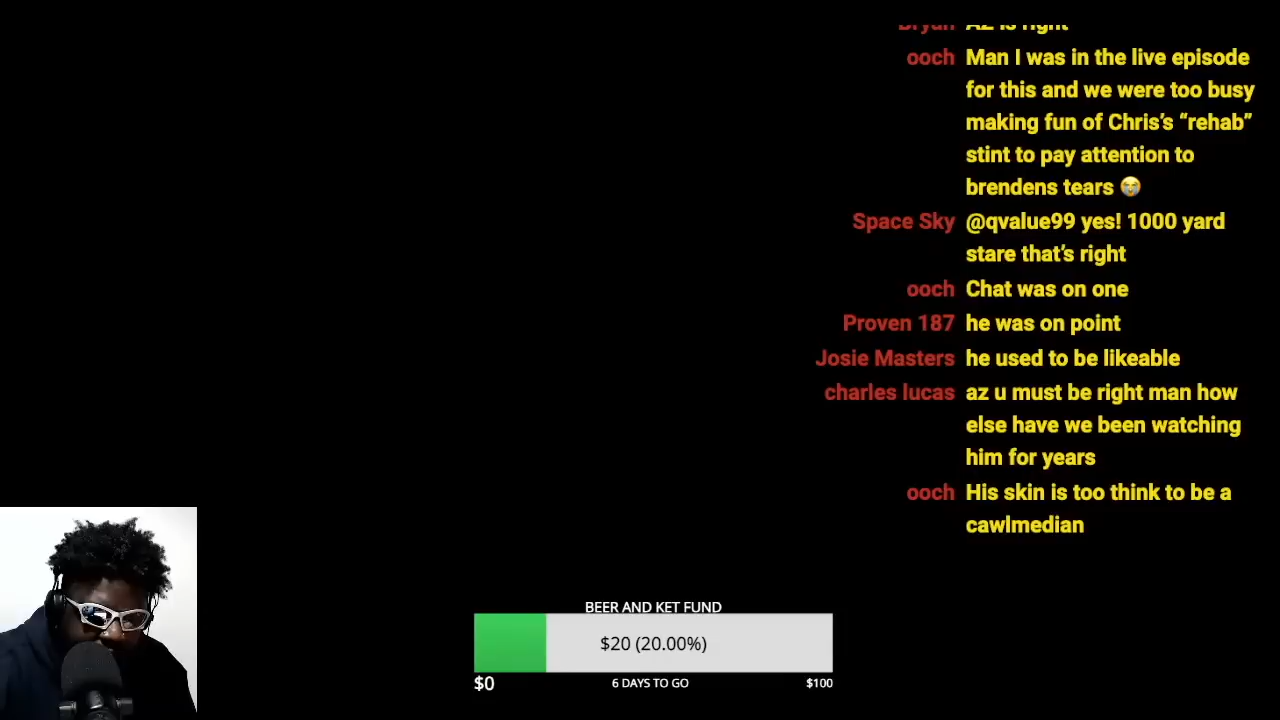 Bryan AZ is right
ooch Man I was in the live episode
for this and we were too busy
making fun of Chris’s “rehab”
stint to pay attention to
brendens tears 😭
Space Sky @qvalue99 yes! 1000 yard
stare that’s right
ooch Chat was on one
Proven 187 he was on point
Josie Masters he used to be likeable
charles lucas az u must be right man how
else have we been watching
him for years
ooch His skin is too think to be a
cawlmedian
BEER AND KET FUND
$20 (20.00%)
$0 6 DAYS TO GO $100